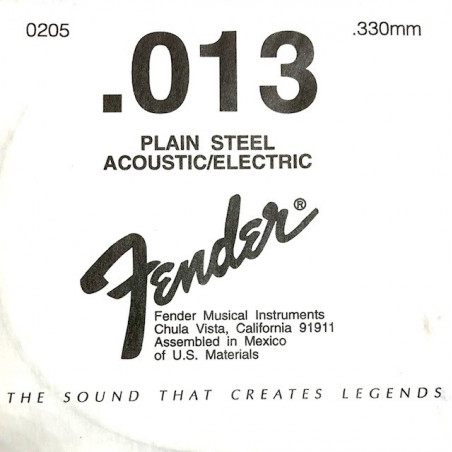 0205 .330mm
.013
PLAIN STEEL
ACOUSTIC/ELECTRIC
Fender®
Fender Musical Instruments
Chula Vista, California 91911
Assembled in Mexico
of U.S. Materials
THE SOUND THAT CREATES LEGENDS